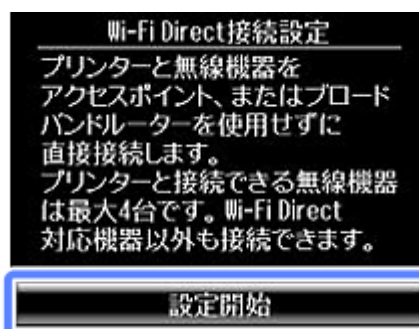 Wi-Fi Direct接続設定
プリンターと無線機器を
アクセスポイント、またはブロード
バンドルーターを使用せずに
直接接続します。
プリンターと接続できる無線機器
は最大4台です。Wi-Fi Direct
対応機器以外も接続できます。
設定開始